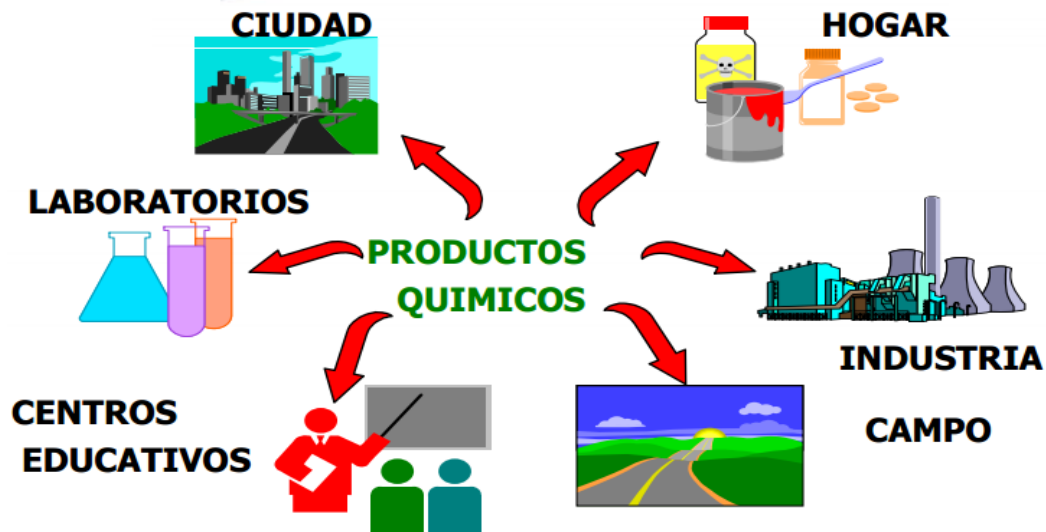 CIUDAD
HOGAR
LABORATORIOS
PRODUCTOS
QUIMICOS
INDUSTRIA
CENTROS
EDUCATIVOS
CAMPO